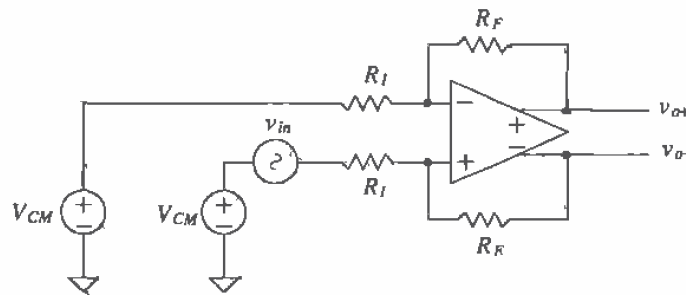 R_F
R_I
v_in
v_o+
v_o-
R_I
V_CM
V_CM
R_F